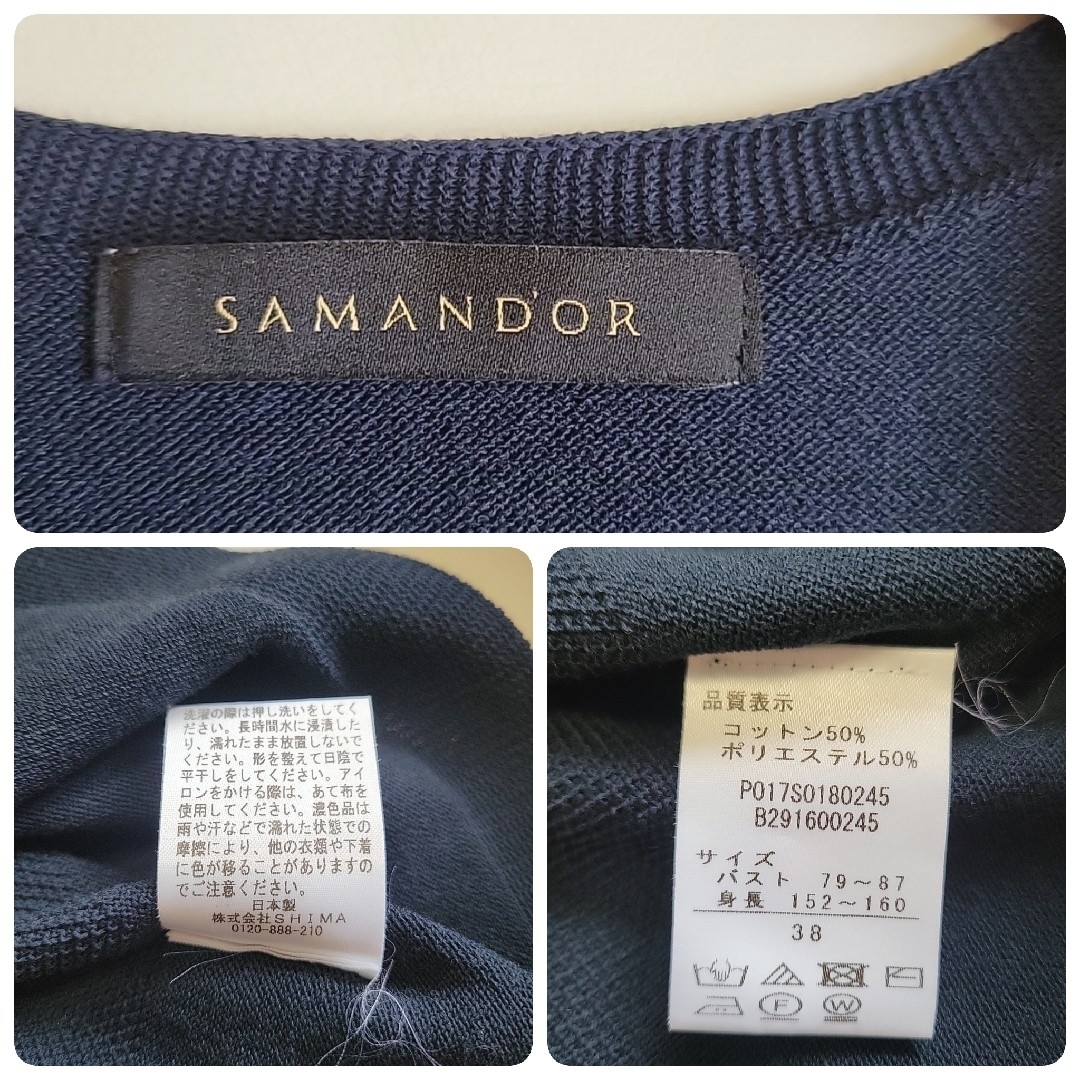 SAMAND'OR
洗濯の際は押し洗いをしてく
ださい。長時間水に浸漬した
り、濡れたまま放置しないで
ください。形を整えて日陰で
平干しをしてください。アイ
ロンをかける際は、あて布を
使用してください。濃色品は
雨や汗などで濡れた状態での
摩擦により、他の衣類や下着
に色が移ることがありますの
でご注意ください。
日本製
株式会社SHIMA
0120-888-210
品質表示
コットン50%
ポリエステル50%
P017S0180245
B291600245
サイズ
バスト 79～87
身長 152～160
38
F W